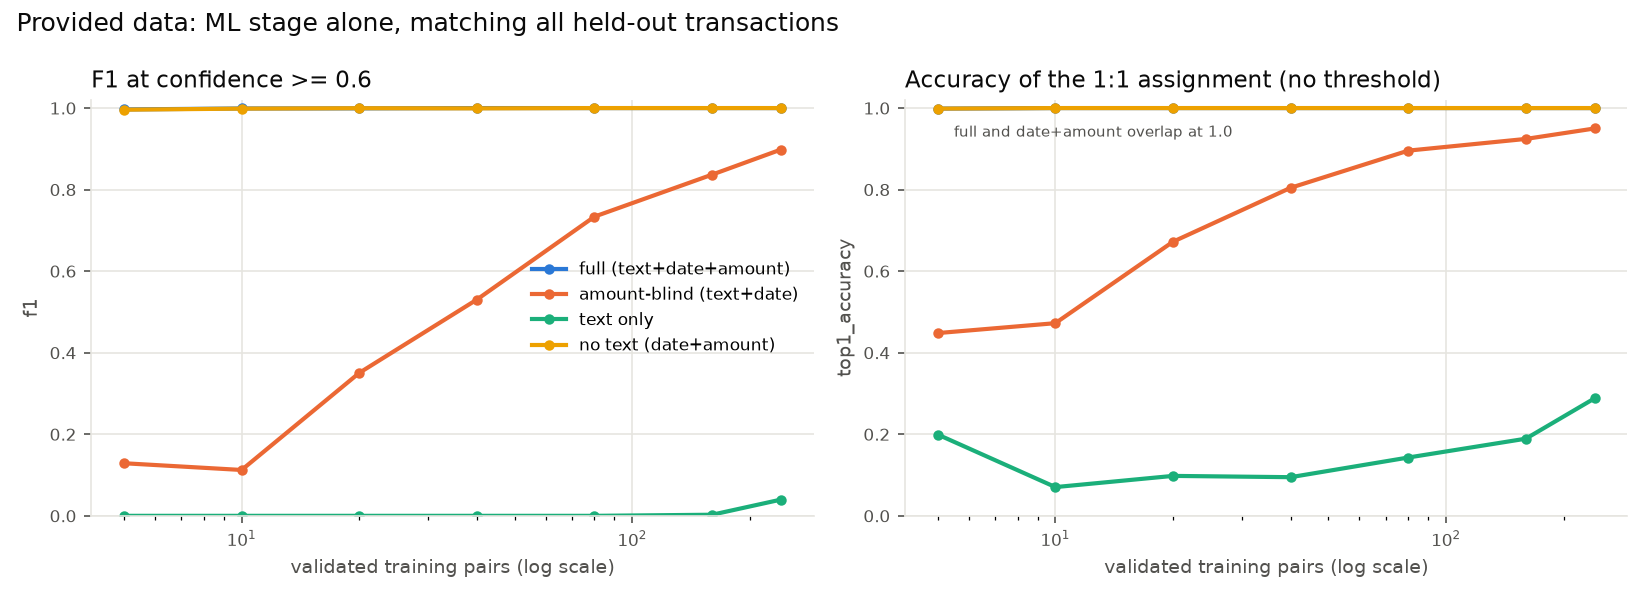 Provided data: ML stage alone, matching all held-out transactions
F1 at confidence >= 0.6
1.0
0.8
0.6
0.4
0.2
0.0
f1
full (text+date+amount)
amount-blind (text+date)
text only
no text (date+amount)
10¹
10²
validated training pairs (log scale)
Accuracy of the 1:1 assignment (no threshold)
1.0
0.8
0.6
0.4
0.2
0.0
top1_accuracy
full and date+amount overlap at 1.0
10¹
10²
validated training pairs (log scale)